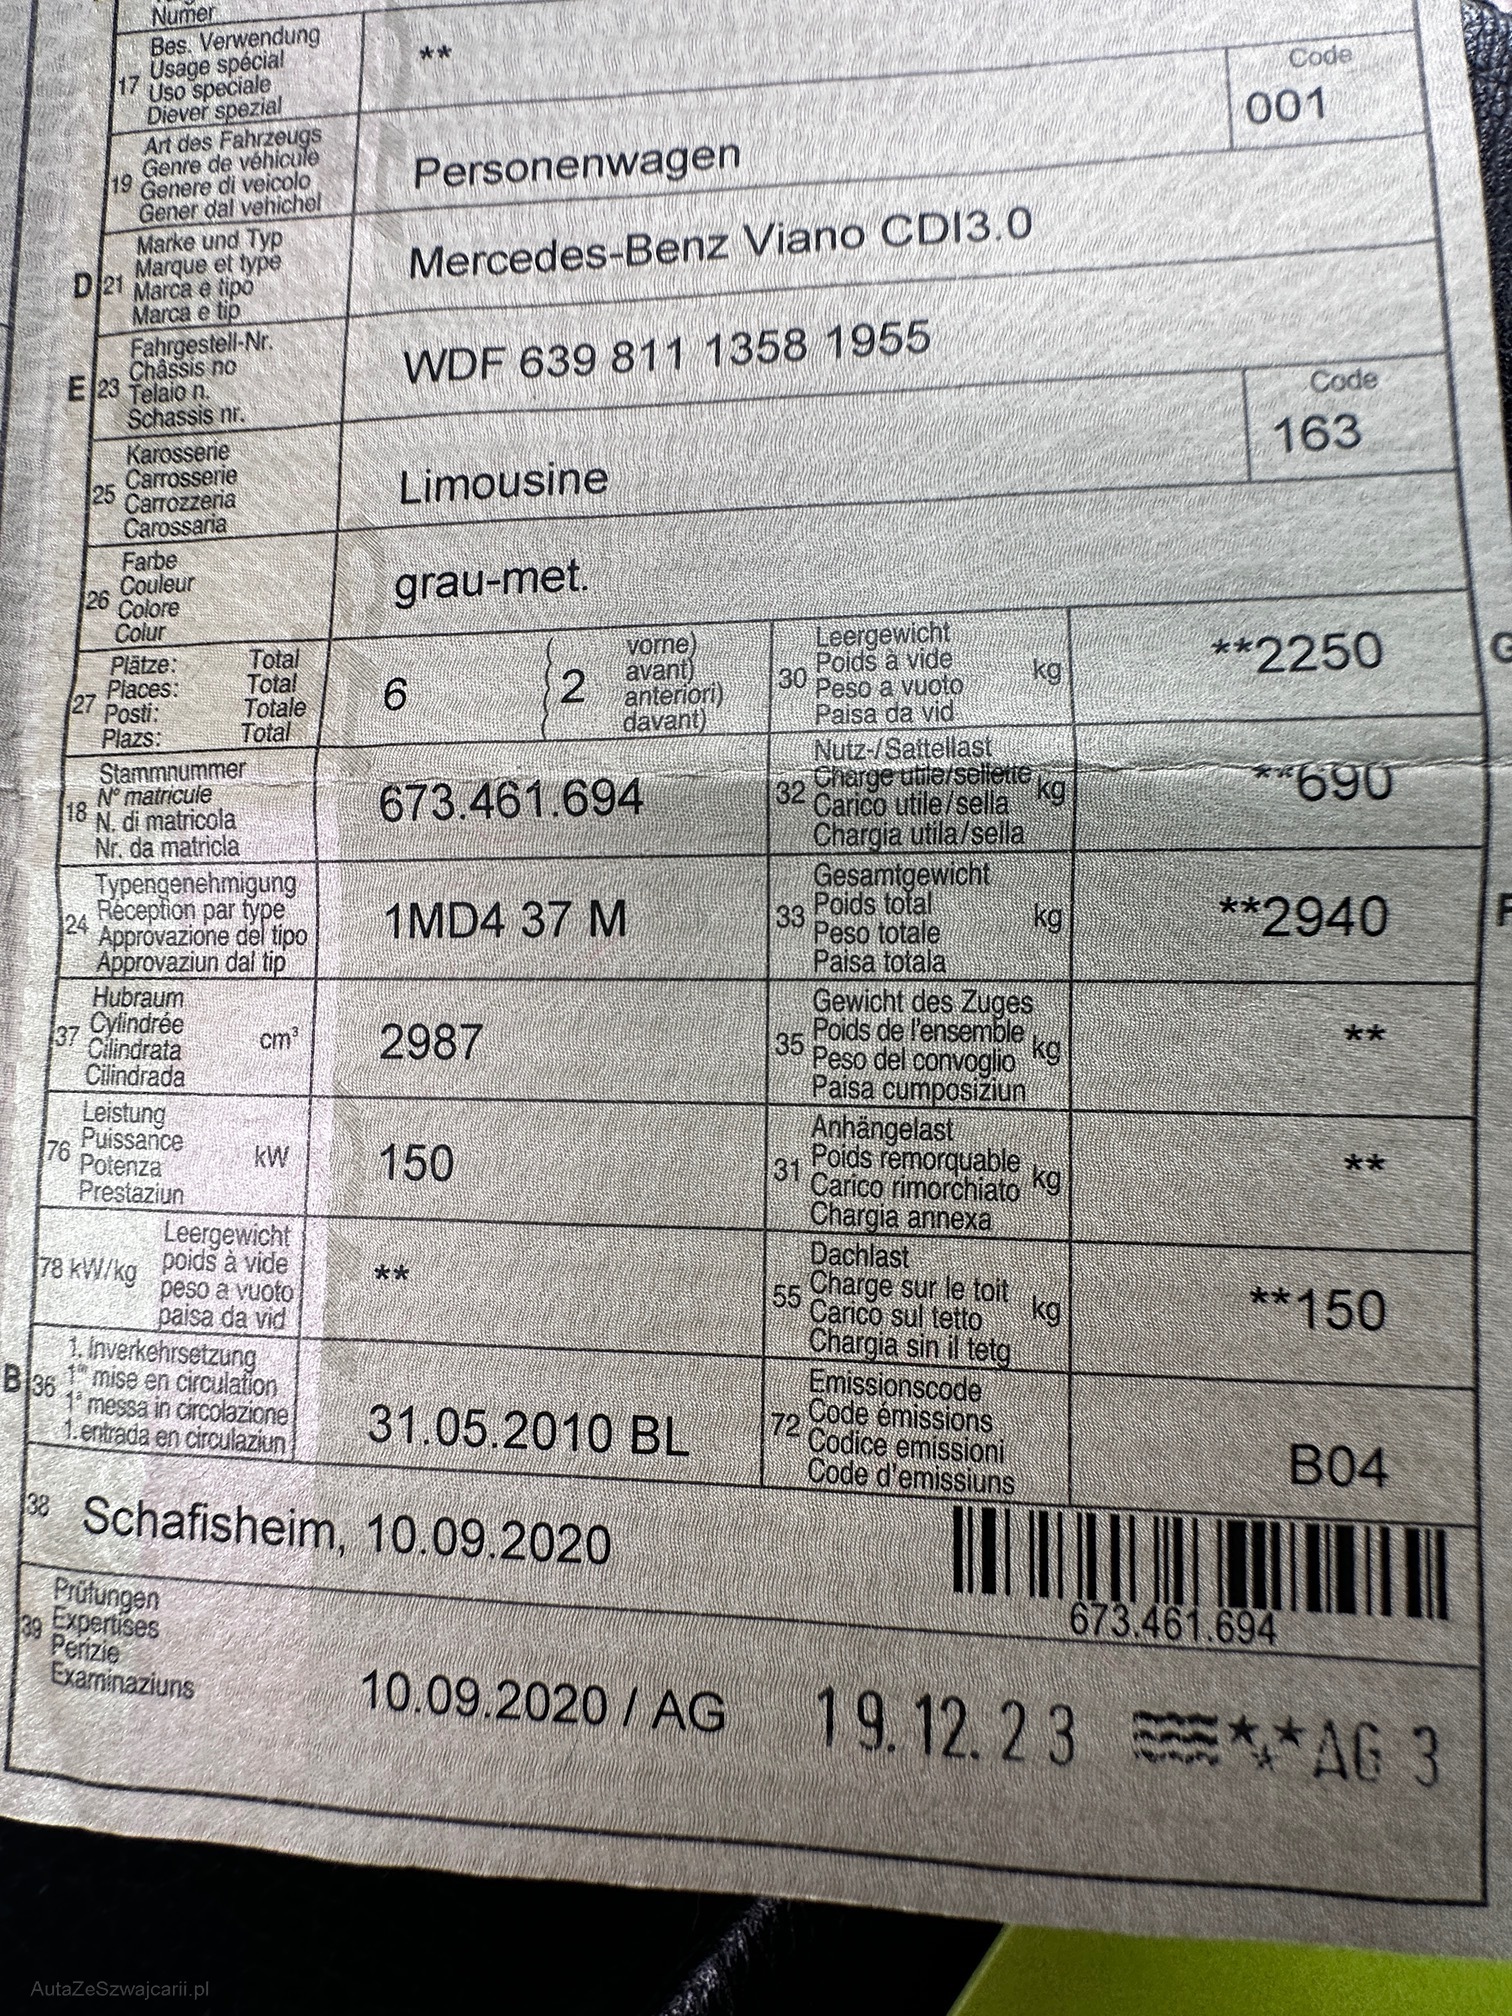 Numer
17 Bes. Verwendung
Usage spécial
Uso speciale
Diever spezial
**
Code
001
19 Art des Fahrzeugs
Genre de véhicule
Genere di veicolo
Gener dal vehichel
Personenwagen
D 21 Marke und Typ
Marque et type
Marca e tipo
Marca e tip
Mercedes-Benz Viano CDI3.0
E 23 Fahrgestell-Nr.
Châssis no
Telaio n.
Schassis nr.
WDF 639 811 1358 1955
25 Karosserie
Carrosserie
Carrozzeria
Carossaria
Limousine
Code
163
26 Farbe
Couleur
Colore
Colur
grau-met.
27 Plätze: Total
Places: Total
Posti: Totale
Plazs: Total
6
2
vorne)
avant)
anteriori)
davant)
30 Leergewicht
Poids à vide
Peso a vuoto
Paisa da vid
kg
**2250
G
18 Stammnummer
N° matricule
N. di matricola
Nr. da matricla
673.461.694
32 Nutz-/Sattellast
Charge utile/sellette
Carico utile/sella
Chargia utila/sella
kg
**690
24 Typengenehmigung
Réception par type
Approvazione del tipo
Approvaziun dal tip
1MD4 37 M
33 Gesamtgewicht
Poids total
Peso totale
Paisa totala
kg
**2940
37 Hubraum
Cylindrée
Cilindrata
Cilindrada
cm³
2987
35 Gewicht des Zuges
Poids de l'ensemble
Peso del convoglio
Paisa cumposiziun
kg
**
76 Leistung
Puissance
Potenza
Prestaziun
kW
150
31 Anhängelast
Poids remorquable
Carico rimorchiato
Chargia annexa
kg
**
78 kW/kg
Leergewicht
poids à vide
peso a vuoto
paisa da vid
**
55 Dachlast
Charge sur le toit
Carico sul tetto
Chargia sin il tetg
kg
**150
B 36 1. Inverkehrsetzung
1re mise en circulation
1a messa in circolazione
1. entrada en circulaziun
31.05.2010 BL
72 Emissionscode
Code émissions
Codice emissioni
Code d'emissiuns
B04
38 Schafisheim, 10.09.2020
673.461.694
39 Prüfungen
Expertises
Perizie
Examinaziuns
10.09.2020 / AG
19.12.23 *** AG 3
AutaZeSzwajcarii.pl